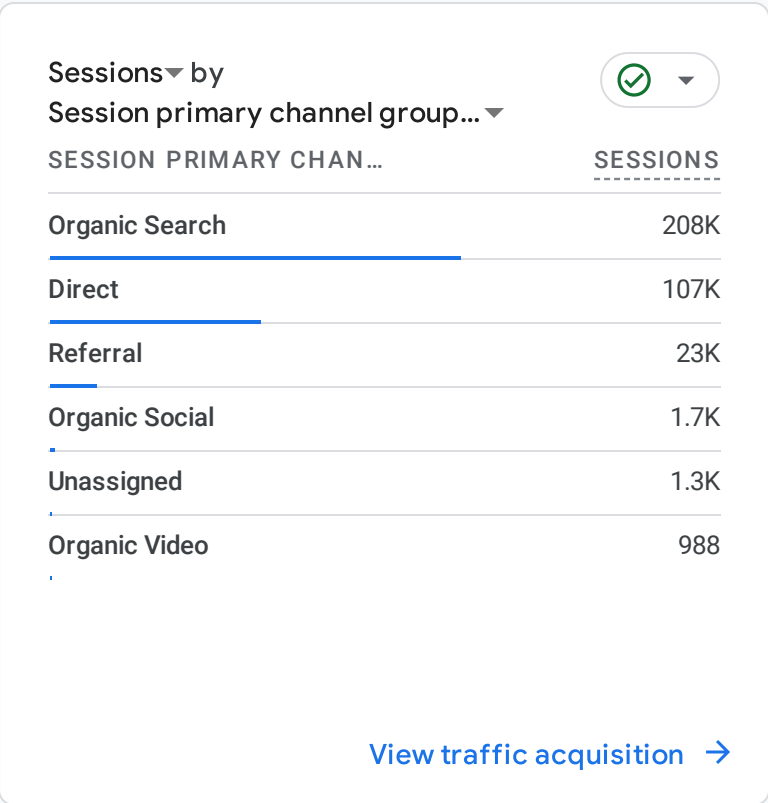 Sessions by
Session primary channel group...
SESSION PRIMARY CHAN... SESSIONS
Organic Search 208K
Direct 107K
Referral 23K
Organic Social 1.7K
Unassigned 1.3K
Organic Video 988
View traffic acquisition